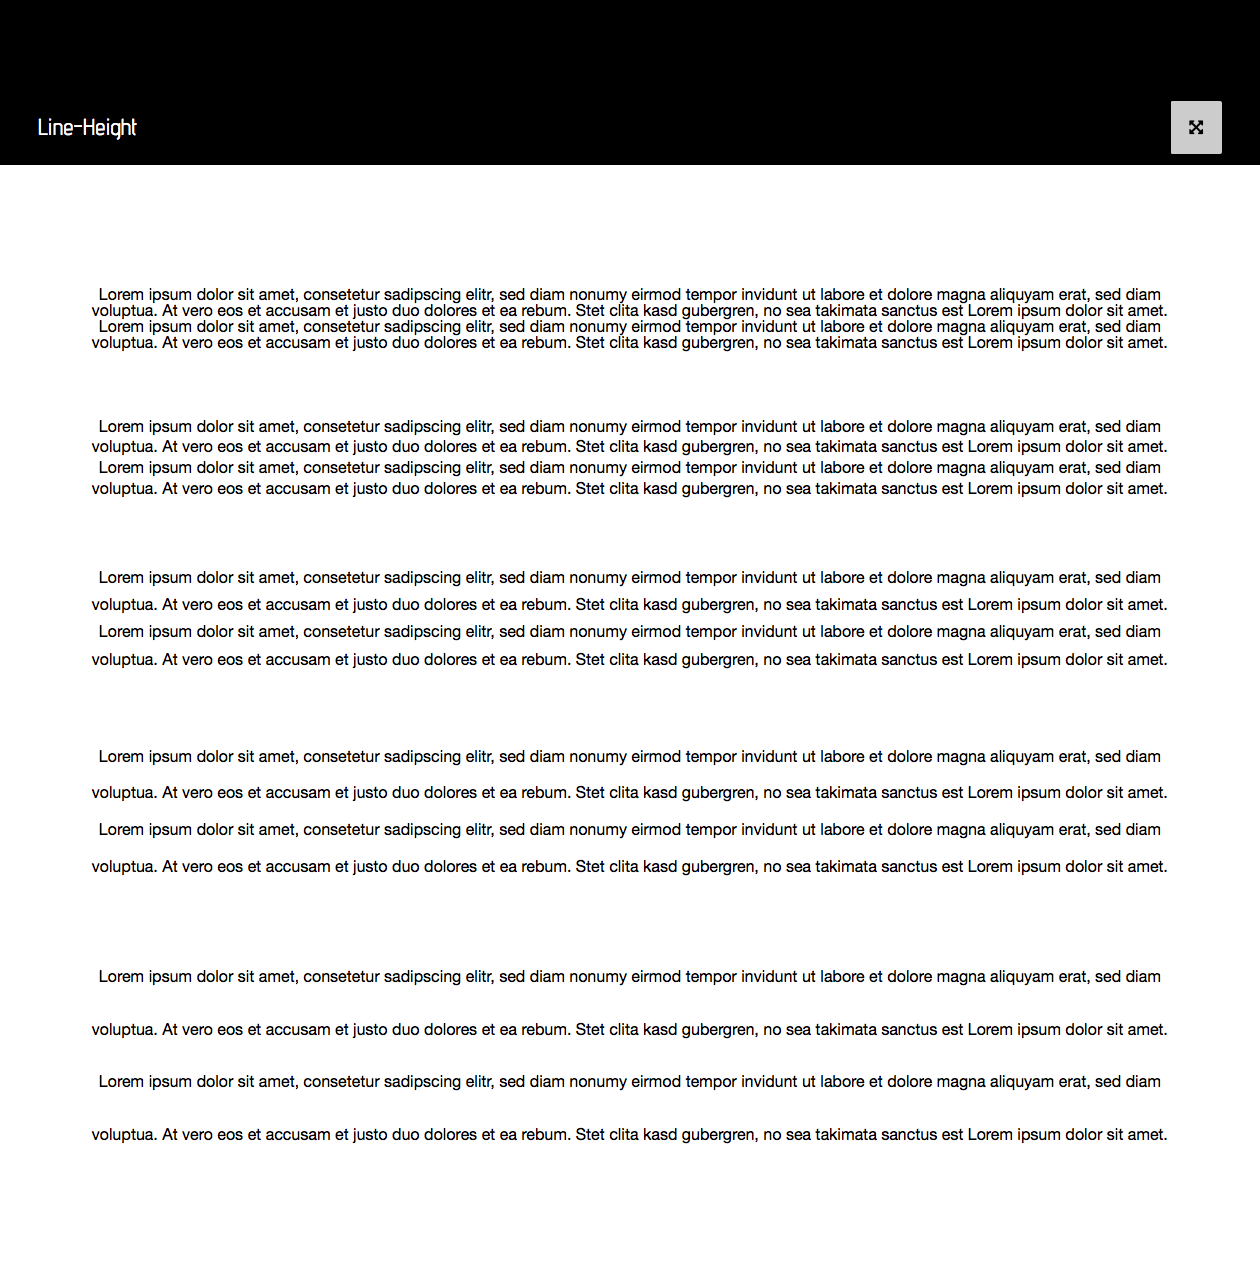 Line-Height
Lorem ipsum dolor sit amet, consetetur sadipscing elitr, sed diam nonumy eirmod tempor invidunt ut labore et dolore magna aliquyam erat, sed diam
voluptua. At vero eos et accusam et justo duo dolores et ea rebum. Stet clita kasd gubergren, no sea takimata sanctus est Lorem ipsum dolor sit amet.
Lorem ipsum dolor sit amet, consetetur sadipscing elitr, sed diam nonumy eirmod tempor invidunt ut labore et dolore magna aliquyam erat, sed diam
voluptua. At vero eos et accusam et justo duo dolores et ea rebum. Stet clita kasd gubergren, no sea takimata sanctus est Lorem ipsum dolor sit amet.
Lorem ipsum dolor sit amet, consetetur sadipscing elitr, sed diam nonumy eirmod tempor invidunt ut labore et dolore magna aliquyam erat, sed diam
voluptua. At vero eos et accusam et justo duo dolores et ea rebum. Stet clita kasd gubergren, no sea takimata sanctus est Lorem ipsum dolor sit amet.
Lorem ipsum dolor sit amet, consetetur sadipscing elitr, sed diam nonumy eirmod tempor invidunt ut labore et dolore magna aliquyam erat, sed diam
voluptua. At vero eos et accusam et justo duo dolores et ea rebum. Stet clita kasd gubergren, no sea takimata sanctus est Lorem ipsum dolor sit amet.
Lorem ipsum dolor sit amet, consetetur sadipscing elitr, sed diam nonumy eirmod tempor invidunt ut labore et dolore magna aliquyam erat, sed diam
voluptua. At vero eos et accusam et justo duo dolores et ea rebum. Stet clita kasd gubergren, no sea takimata sanctus est Lorem ipsum dolor sit amet.
Lorem ipsum dolor sit amet, consetetur sadipscing elitr, sed diam nonumy eirmod tempor invidunt ut labore et dolore magna aliquyam erat, sed diam
voluptua. At vero eos et accusam et justo duo dolores et ea rebum. Stet clita kasd gubergren, no sea takimata sanctus est Lorem ipsum dolor sit amet.
Lorem ipsum dolor sit amet, consetetur sadipscing elitr, sed diam nonumy eirmod tempor invidunt ut labore et dolore magna aliquyam erat, sed diam
voluptua. At vero eos et accusam et justo duo dolores et ea rebum. Stet clita kasd gubergren, no sea takimata sanctus est Lorem ipsum dolor sit amet.
Lorem ipsum dolor sit amet, consetetur sadipscing elitr, sed diam nonumy eirmod tempor invidunt ut labore et dolore magna aliquyam erat, sed diam
voluptua. At vero eos et accusam et justo duo dolores et ea rebum. Stet clita kasd gubergren, no sea takimata sanctus est Lorem ipsum dolor sit amet.
Lorem ipsum dolor sit amet, consetetur sadipscing elitr, sed diam nonumy eirmod tempor invidunt ut labore et dolore magna aliquyam erat, sed diam
voluptua. At vero eos et accusam et justo duo dolores et ea rebum. Stet clita kasd gubergren, no sea takimata sanctus est Lorem ipsum dolor sit amet.
Lorem ipsum dolor sit amet, consetetur sadipscing elitr, sed diam nonumy eirmod tempor invidunt ut labore et dolore magna aliquyam erat, sed diam
voluptua. At vero eos et accusam et justo duo dolores et ea rebum. Stet clita kasd gubergren, no sea takimata sanctus est Lorem ipsum dolor sit amet.